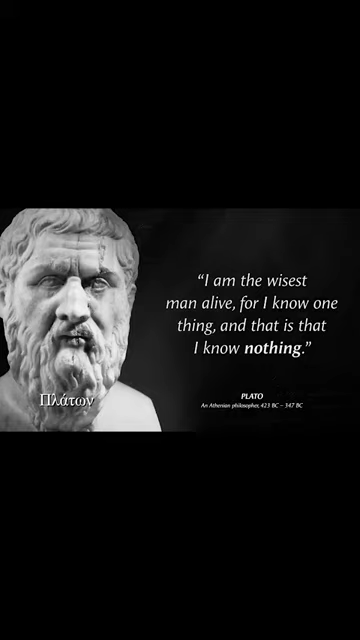 “I am the wisest
man alive, for I know one
thing, and that is that
I know nothing.”
Πλάτων
PLATO
An Athenian philosopher, 423 BC – 347 BC